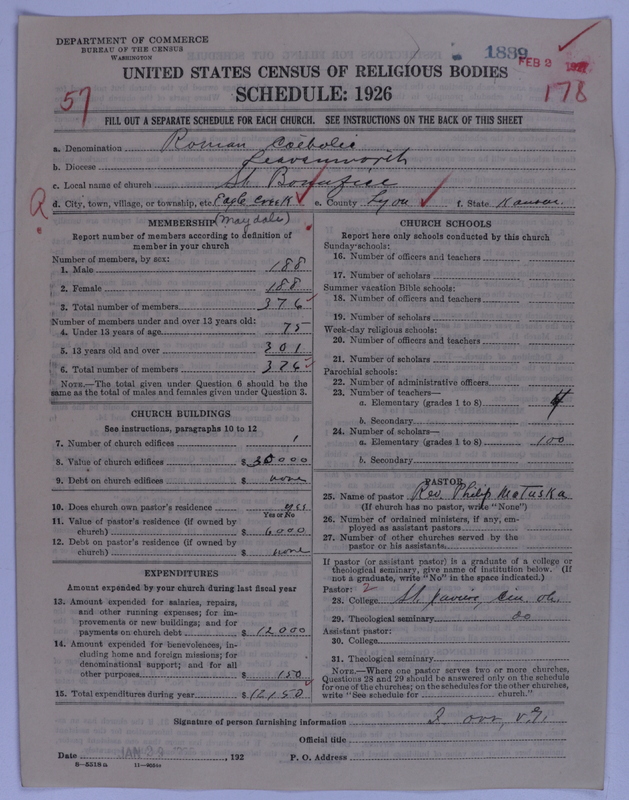 DEPARTMENT OF COMMERCE
BUREAU OF THE CENSUS
WASHINGTON
1889
FEB 2
UNITED STATES CENSUS OF RELIGIOUS BODIES
SCHEDULE: 1926
57
178
FILL OUT A SEPARATE SCHEDULE FOR EACH CHURCH. SEE INSTRUCTIONS ON THE BACK OF THIS SHEET
a. Denomination Roman Catholic
b. Diocese Leavenworth
c. Local name of church St. Boniface
d. City, town, village, or township, etc. Eagle Creek e. County Lyon f. State Kansas.
MEMBERSHIP
Report number of members according to definition of
member in your church
Number of members, by sex:
1. Male 188
2. Female 188
3. Total number of members 376
Number of members under and over 13 years old:
4. Under 13 years of age 75
5. 13 years old and over 301
6. Total number of members 376
NOTE.—The total given under Question 6 should be the
same as the total of males and females given under Question 3.
CHURCH BUILDINGS
See instructions, paragraphs 10 to 12
7. Number of church edifices 1
8. Value of church edifices $ 30000
9. Debt on church edifices $ none
10. Does church own pastor's residence yes
Yes or No
11. Value of pastor's residence (if owned by
church) $ 6000
12. Debt on pastor's residence (if owned by
church) $ none
EXPENDITURES
Amount expended by your church during last fiscal year
13. Amount expended for salaries, repairs,
and other running expenses; for im-
provements or new buildings; and for
payments on church debt $ 12000
14. Amount expended for benevolences, in-
cluding home and foreign missions; for
denominational support; and for all
other purposes $ 150
15. Total expenditures during year $ 12150
CHURCH SCHOOLS
Report here only schools conducted by this church
Sunday-schools:
16. Number of officers and teachers
17. Number of scholars
Summer vacation Bible schools:
18. Number of officers and teachers
19. Number of scholars
Week-day religious schools:
20. Number of officers and teachers
21. Number of scholars
Parochial schools:
22. Number of administrative officers
23. Number of teachers—
a. Elementary (grades 1 to 8) 4
b. Secondary
24. Number of scholars—
a. Elementary (grades 1 to 8) 100
b. Secondary
PASTOR
25. Name of pastor Rev. Philip Matuska
(If church has no pastor, write "None")
26. Number of ordained ministers, if any, em-
ployed as assistant pastors
27. Number of other churches served by the
pastor or his assistants
If pastor (or assistant pastor) is a graduate of a college or
theological seminary, give name of institution below. (If
not a graduate, write "No" in the space indicated.)
Pastor: 2
28. College St. Xavier, Cin. Oh.
29. Theological seminary do
Assistant pastor:
30. College
31. Theological seminary
NOTE.—Where one pastor serves two or more churches,
Questions 28 and 29 should be answered only on the schedule
for one of the churches; on the schedules for the other churches,
write "See schedule for church."
Signature of person furnishing information
Official title
Date JAN 192 P. O. Address
8—5518a 11—9654a